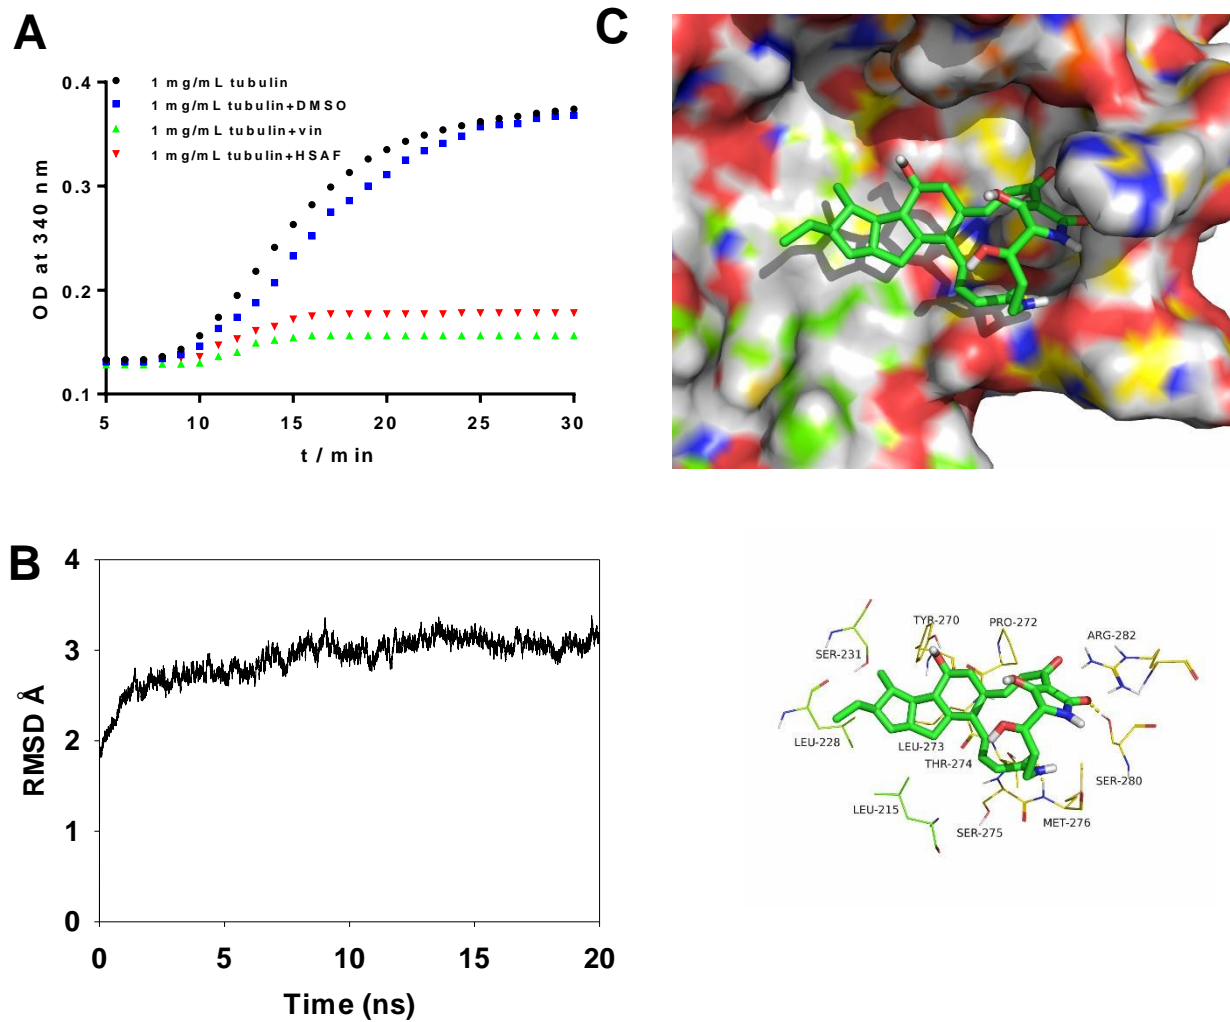 A
0.4
0.3
0.2
0.1
OD at 340 nm
1 mg/mL tubulin
1 mg/mL tubulin+DMSO
1 mg/mL tubulin+vin
1 mg/mL tubulin+HSAF
5 10 15 20 25 30
t / min
C
B
4
3
2
1
0
RMSD Å
0 5 10 15 20
Time (ns)
TYR-270
PRO-272
ARG-282
SER-231
LEU-228
LEU-273
THR-274
SER-280
LEU-215
SER-275
MET-276